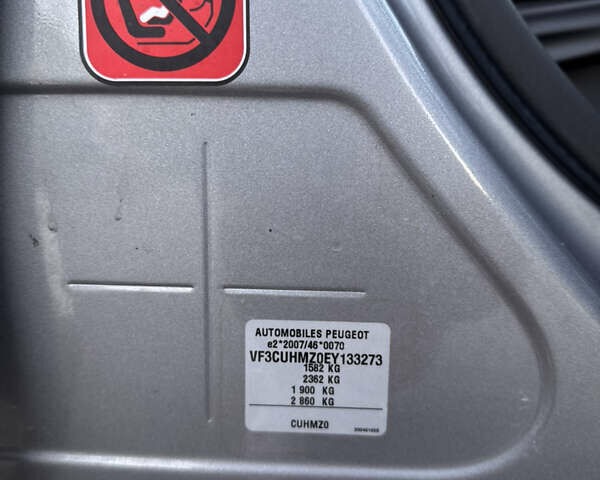 AUTOMOBILES PEUGEOT
e2*2007/46*0070
VF3CUHMZ0EY133273
1582 KG
2362 KG
1 900 KG
2 860 KG
CUHMZ0